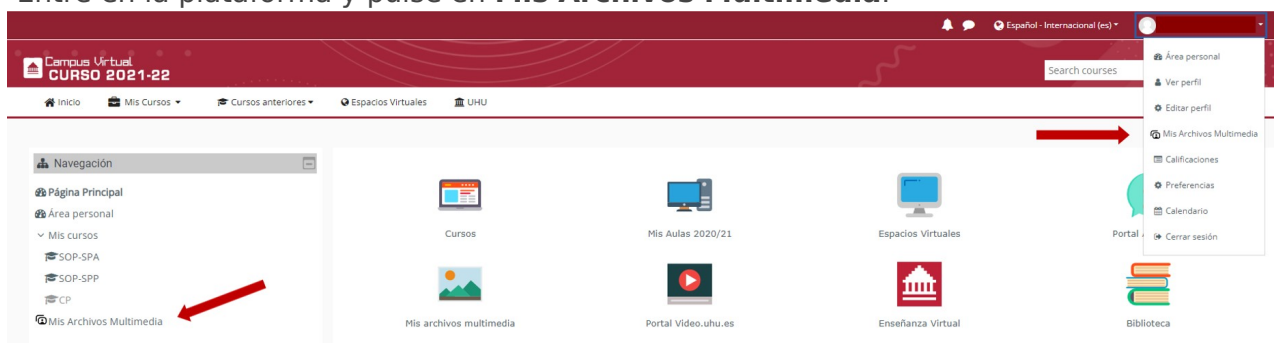 Entre en la plataforma y pulse en Mis Archivos Multimedia.
Español - Internacional (es)
Campus Virtual
CURSO 2021-22
Search courses
Inicio Mis Cursos Cursos anteriores Espacios Virtuales UHU
Área personal
Ver perfil
Editar perfil
Mis Archivos Multimedia
Calificaciones
Preferencias
Calendario
Cerrar sesión
Navegación
Página Principal
Área personal
Mis cursos
SOP-SPA
SOP-SPP
CP
Mis Archivos Multimedia
Cursos Mis Aulas 2020/21 Espacios Virtuales Portal
Mis archivos multimedia Portal Video.uhu.es Enseñanza Virtual Biblioteca